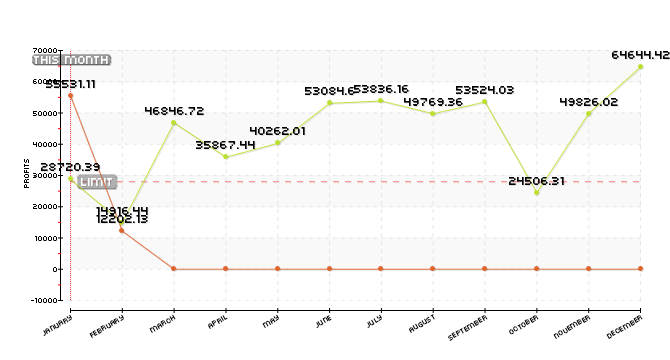 70000
THIS MONTH
64644.42
60000
55531.11
53084.6
53836.16
53524.03
50000
46846.72
49769.36
49826.02
40000
35867.44
40262.01
PROFITS
30000
28720.39
LIMIT
24506.31
20000
14916.44
12202.13
10000
0
-10000
JANUARY
FEBRUARY
MARCH
APRIL
MAY
JUNE
JULY
AUGUST
SEPTEMBER
OCTOBER
NOVEMBER
DECEMBER